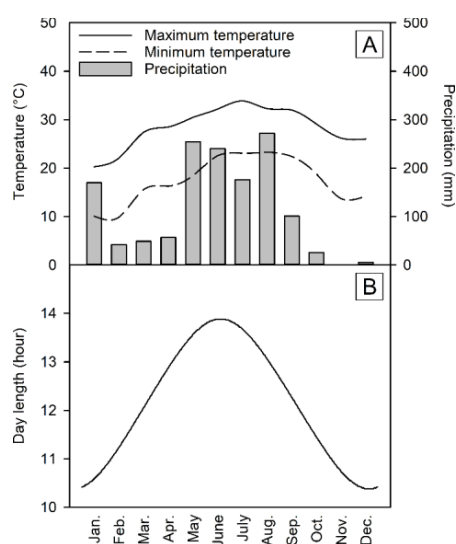 Maximum temperature
Minimum temperature
Precipitation
A
Temperature (°C)
50
40
30
20
10
0
Precipitation (mm)
500
400
300
200
100
0
B
Day length (hour)
14
13
12
11
10
Jan. Feb. Mar. Apr. May June July Aug. Sep. Oct. Nov. Dec.